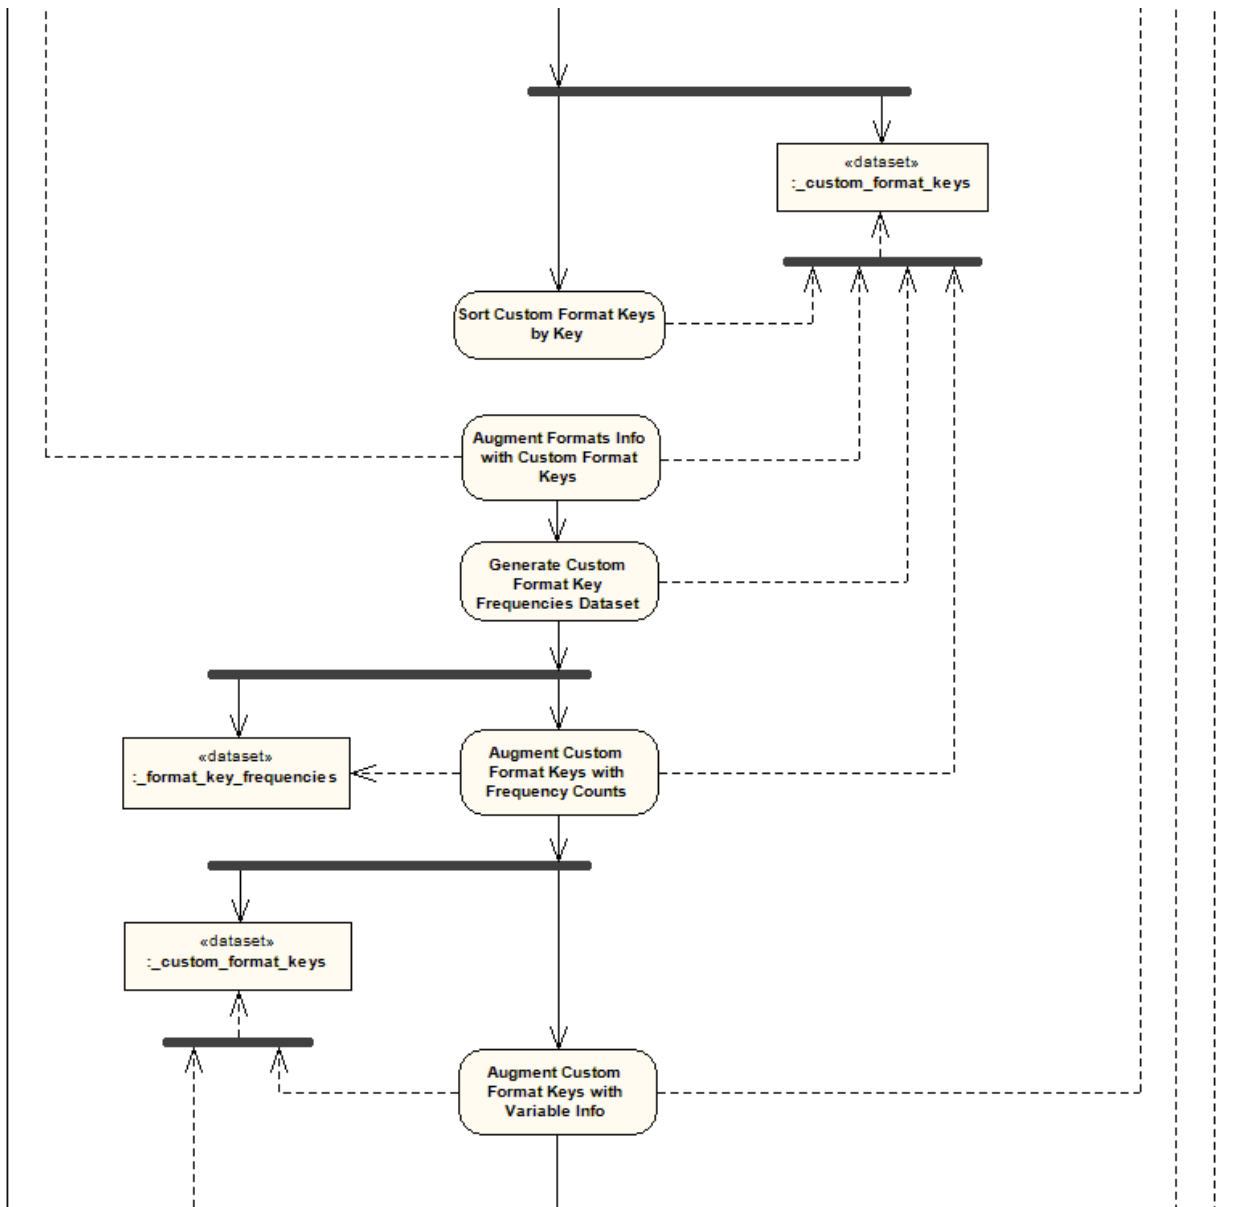 «dataset»
:_custom_format_keys
Sort Custom Format Keys
by Key
Augment Formats Info
with Custom Format
Keys
Generate Custom
Format Key
Frequencies Dataset
«dataset»
:_format_key_frequencies
Augment Custom
Format Keys with
Frequency Counts
«dataset»
:_custom_format_keys
Augment Custom
Format Keys with
Variable Info